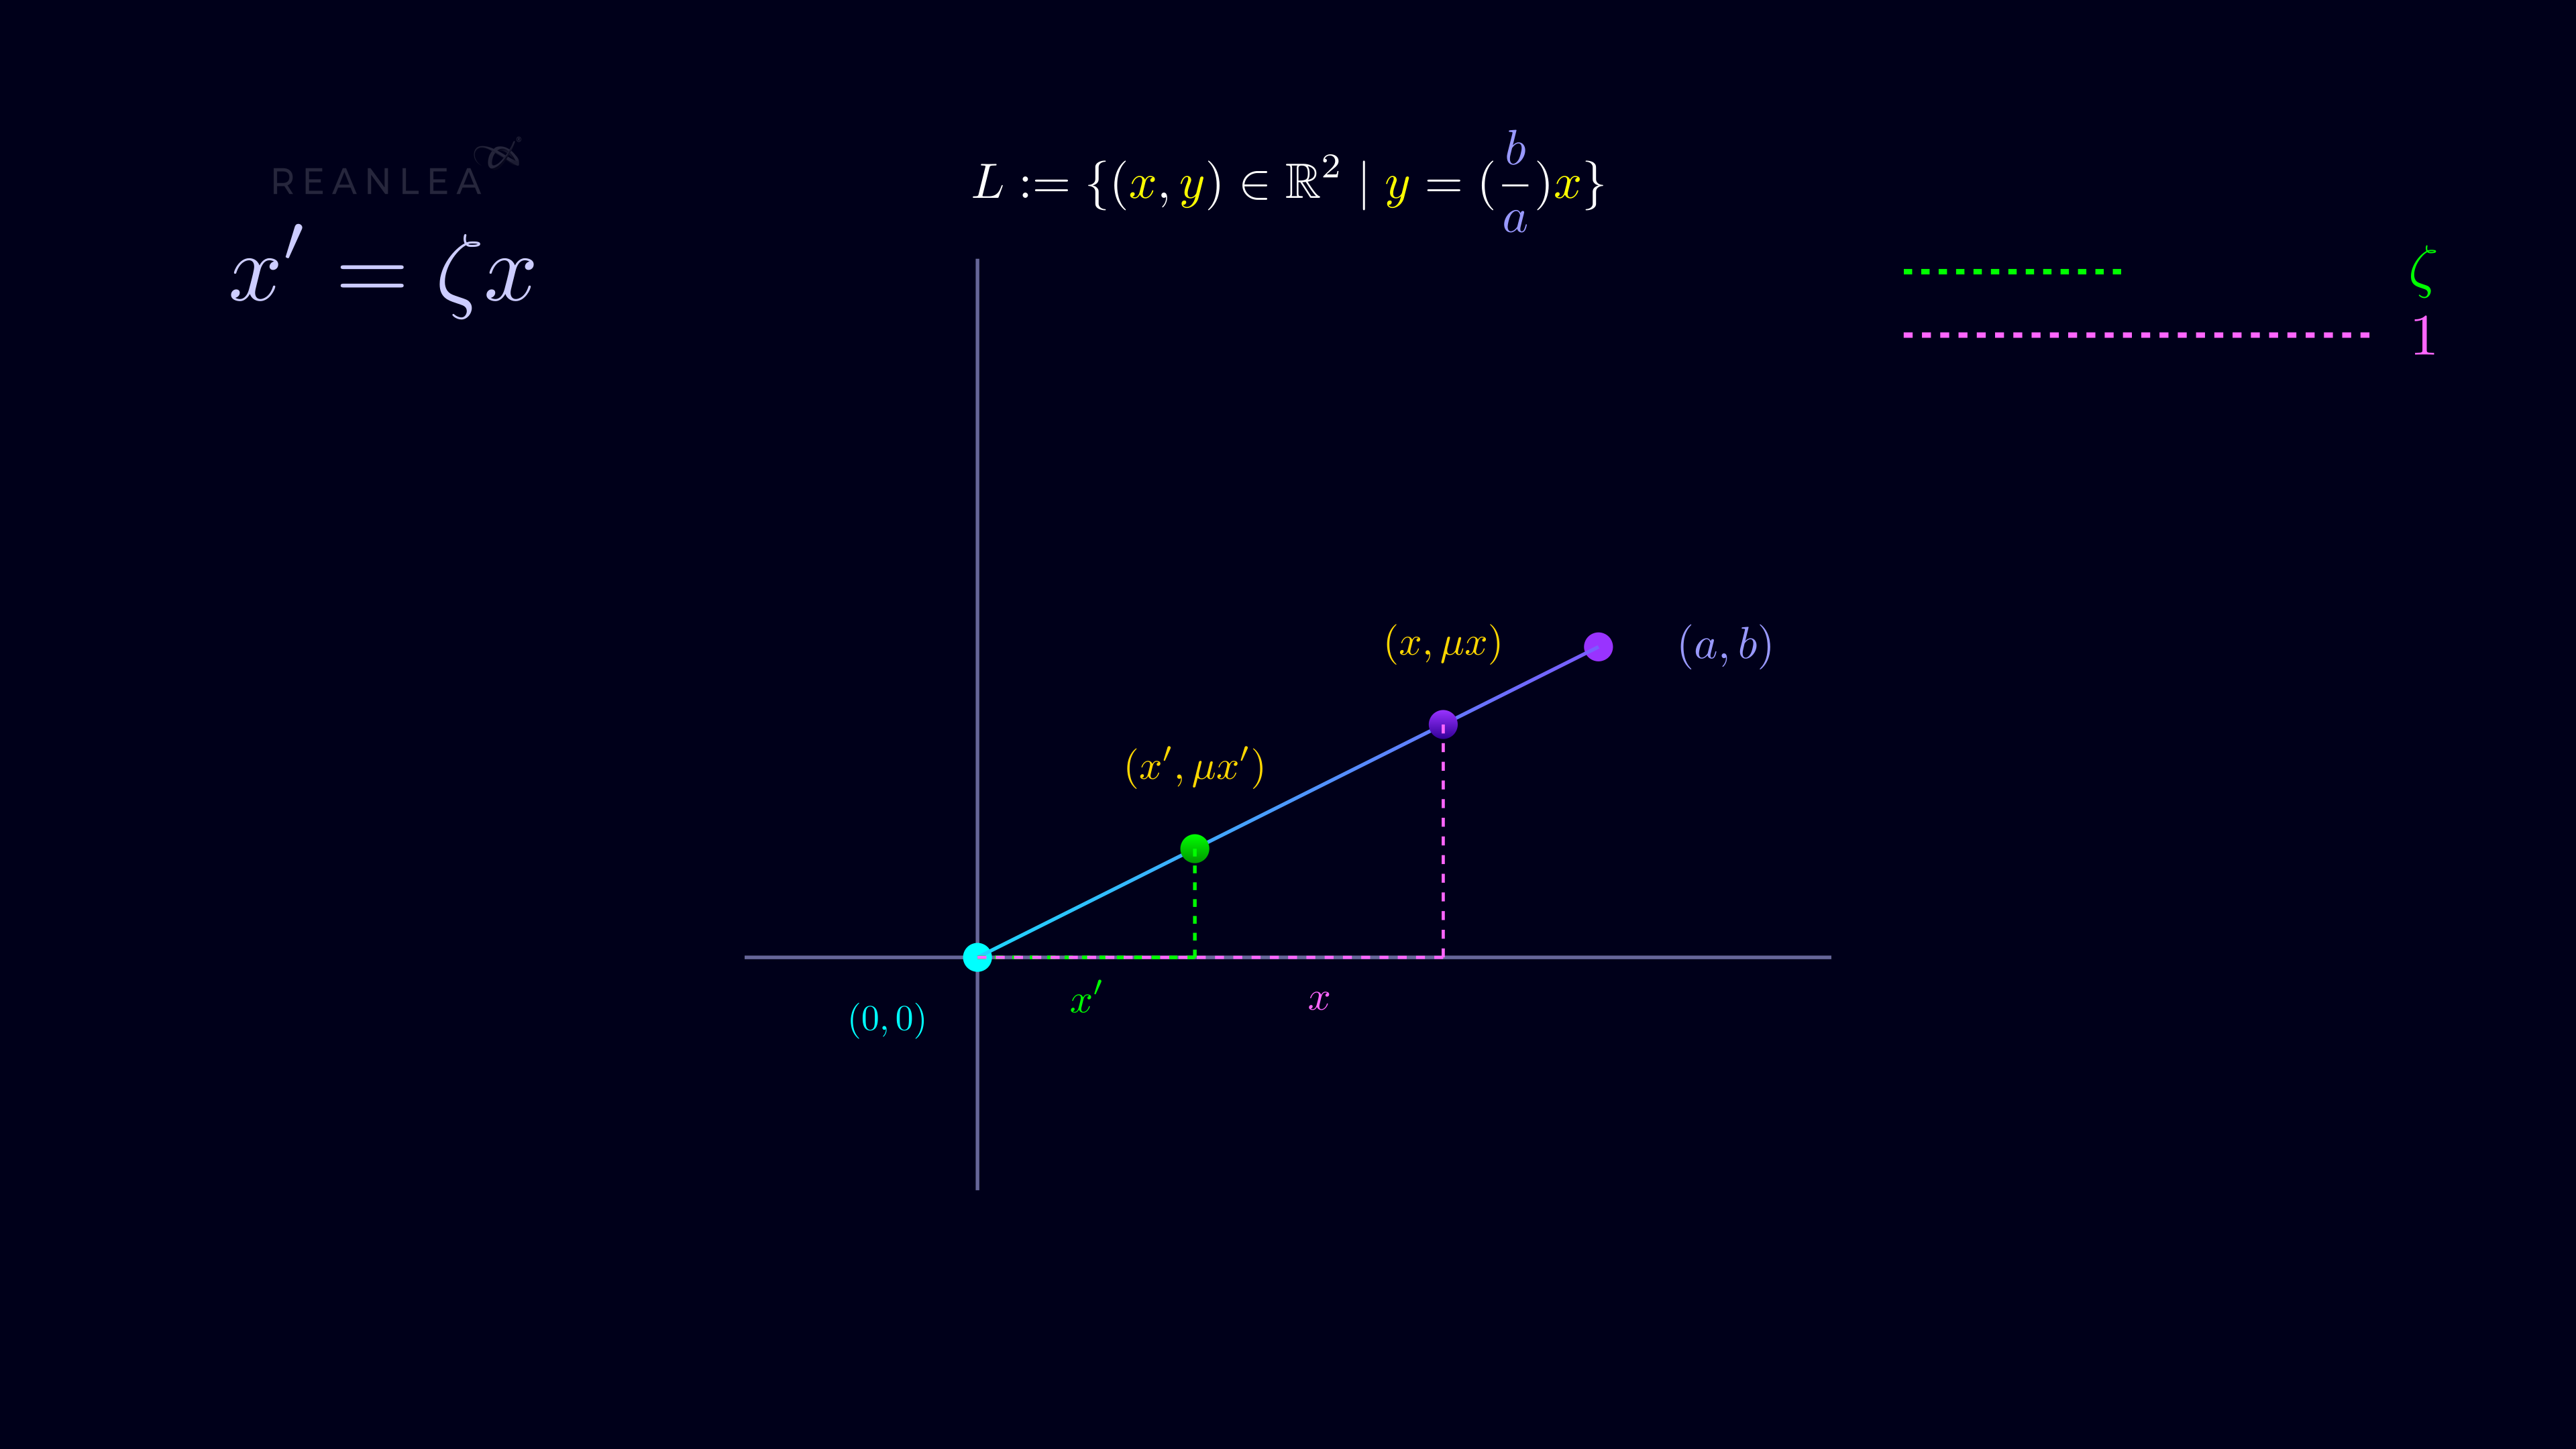 REANLEA
x′ = ζx
L := {(x, y) ∈ ℝ² | y = (b/a)x}
ζ
1
(x, μx)
(a, b)
(x′, μx′)
x′
x
(0, 0)